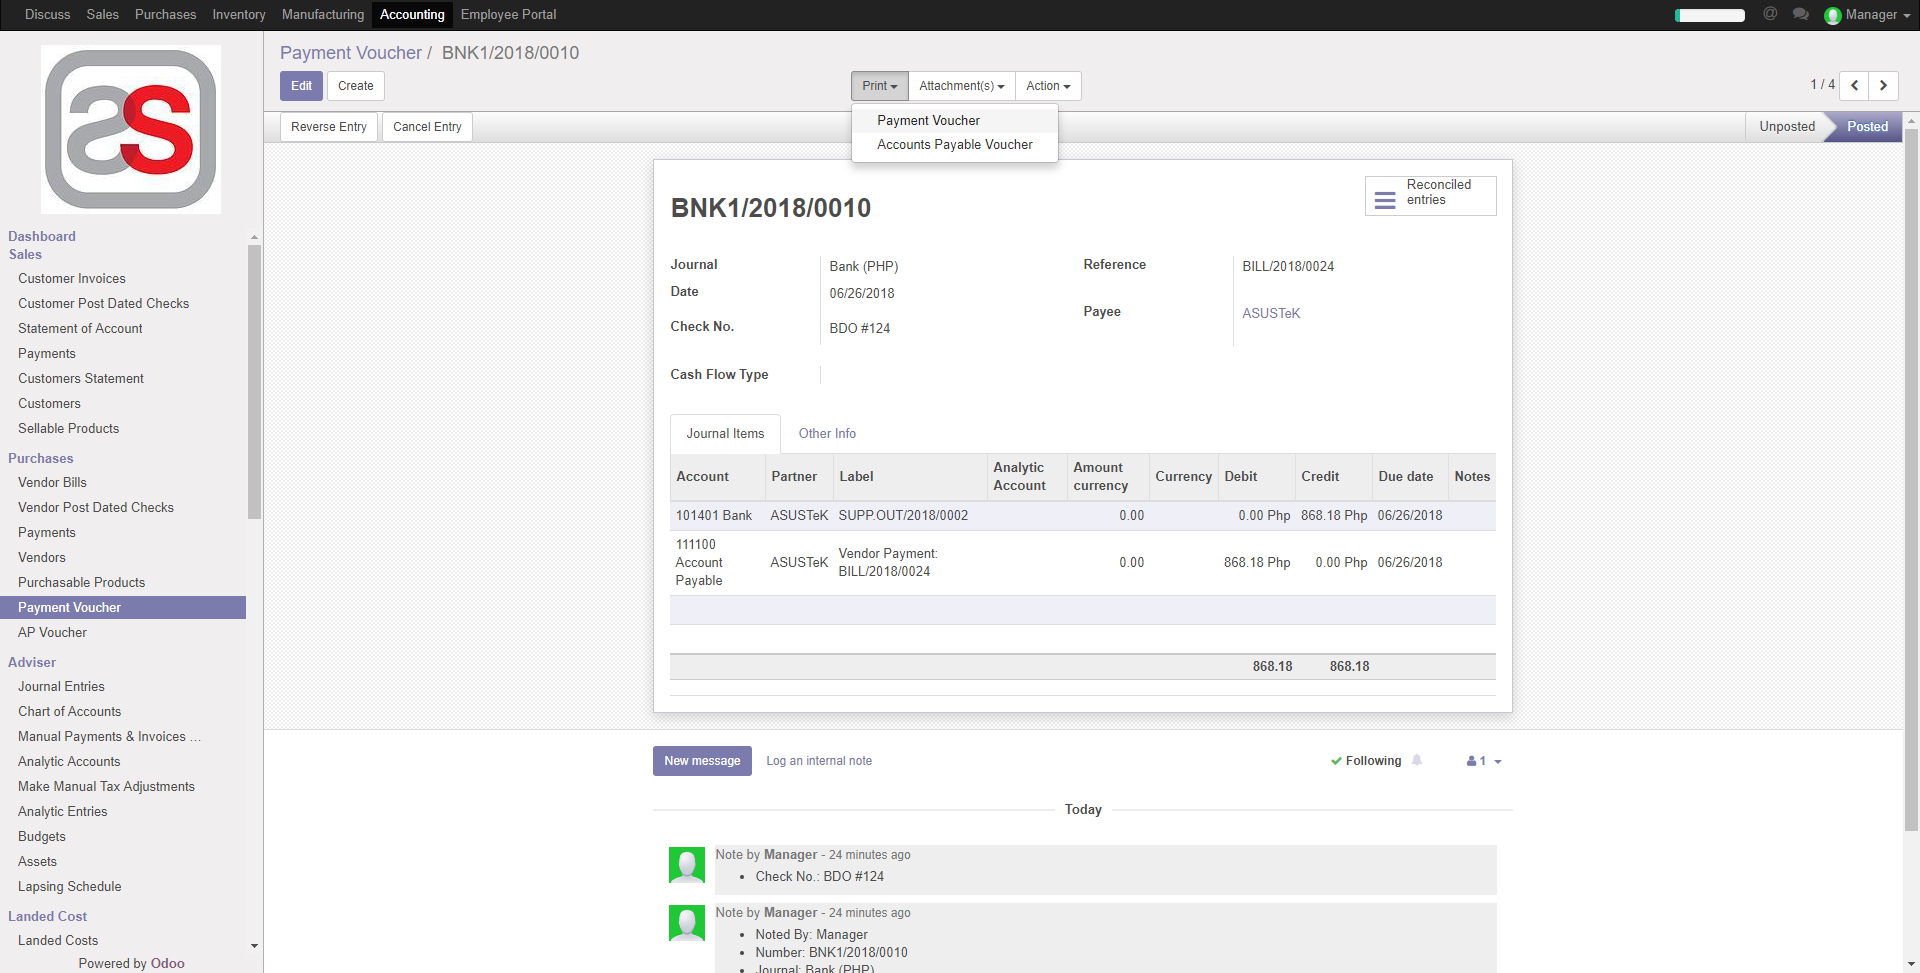 Discuss Sales Purchases Inventory Manufacturing Accounting Employee Portal @ Manager
Payment Voucher / BNK1/2018/0010
Edit Create Print Attachment(s) Action 1 / 4
Reverse Entry Cancel Entry Unposted Posted
Payment Voucher
Accounts Payable Voucher
Dashboard
Sales
Customer Invoices
Customer Post Dated Checks
Statement of Account
Payments
Customers Statement
Customers
Sellable Products
Purchases
Vendor Bills
Vendor Post Dated Checks
Payments
Vendors
Purchasable Products
Payment Voucher
AP Voucher
Adviser
Journal Entries
Chart of Accounts
Manual Payments & Invoices ...
Analytic Accounts
Make Manual Tax Adjustments
Analytic Entries
Budgets
Assets
Lapsing Schedule
Landed Cost
Landed Costs
Powered by Odoo
BNK1/2018/0010
Reconciled
entries
Journal Bank (PHP)
Date 06/26/2018
Check No. BDO #124
Cash Flow Type
Reference BILL/2018/0024
Payee ASUSTeK
Journal Items Other Info
Account Partner Label Analytic Account Amount currency Currency Debit Credit Due date Notes
101401 Bank ASUSTeK SUPP.OUT/2018/0002 0.00 0.00 Php 868.18 Php 06/26/2018
111100 Account Payable ASUSTeK Vendor Payment: BILL/2018/0024 0.00 868.18 Php 0.00 Php 06/26/2018
868.18 868.18
New message Log an internal note Following 1
Today
Note by Manager - 24 minutes ago
• Check No.: BDO #124
Note by Manager - 24 minutes ago
• Noted By: Manager
• Number: BNK1/2018/0010
• Journal: Bank (PHP)